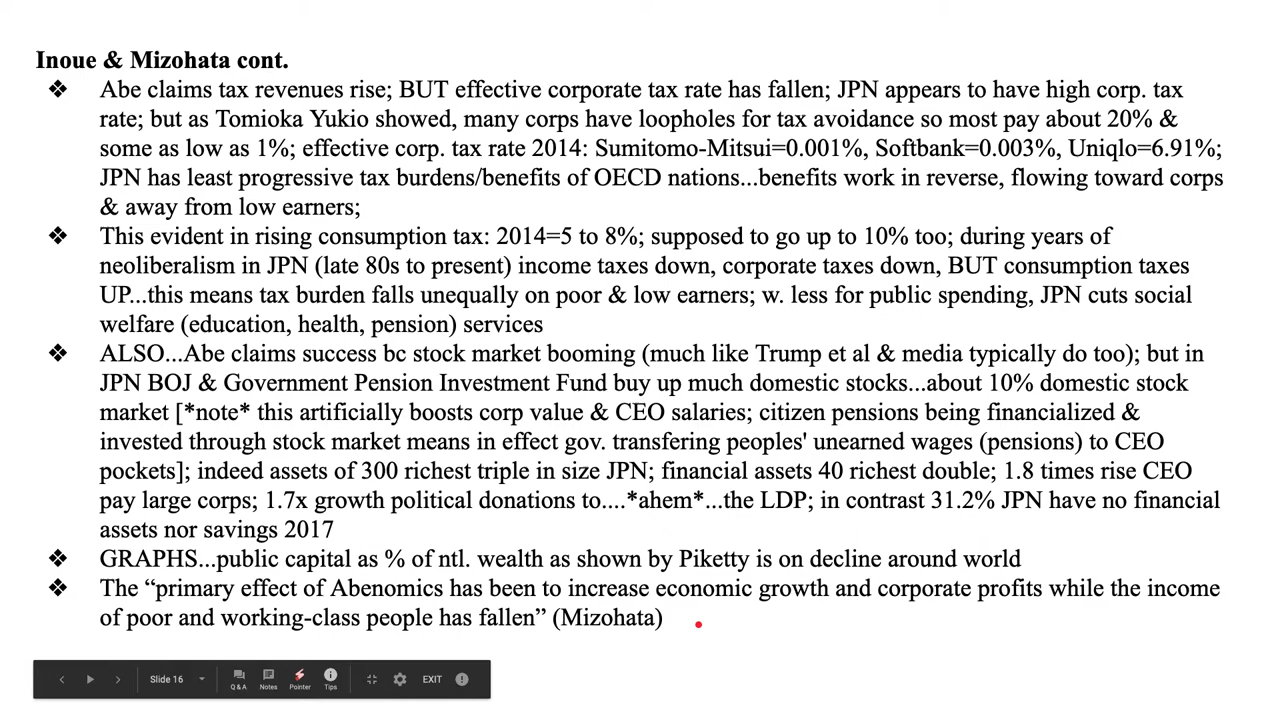 Inoue & Mizohata cont.
❖ Abe claims tax revenues rise; BUT effective corporate tax rate has fallen; JPN appears to have high corp. tax
rate; but as Tomioka Yukio showed, many corps have loopholes for tax avoidance so most pay about 20% &
some as low as 1%; effective corp. tax rate 2014: Sumitomo-Mitsui=0.001%, Softbank=0.003%, Uniqlo=6.91%;
JPN has least progressive tax burdens/benefits of OECD nations...benefits work in reverse, flowing toward corps
& away from low earners;
❖ This evident in rising consumption tax: 2014=5 to 8%; supposed to go up to 10% too; during years of
neoliberalism in JPN (late 80s to present) income taxes down, corporate taxes down, BUT consumption taxes
UP...this means tax burden falls unequally on poor & low earners; w. less for public spending, JPN cuts social
welfare (education, health, pension) services
❖ ALSO...Abe claims success bc stock market booming (much like Trump et al & media typically do too); but in
JPN BOJ & Government Pension Investment Fund buy up much domestic stocks...about 10% domestic stock
market [*note* this artificially boosts corp value & CEO salaries; citizen pensions being financialized &
invested through stock market means in effect gov. transfering peoples' unearned wages (pensions) to CEO
pockets]; indeed assets of 300 richest triple in size JPN; financial assets 40 richest double; 1.8 times rise CEO
pay large corps; 1.7x growth political donations to....*ahem*...the LDP; in contrast 31.2% JPN have no financial
assets nor savings 2017
❖ GRAPHS...public capital as % of ntl. wealth as shown by Piketty is on decline around world
❖ The “primary effect of Abenomics has been to increase economic growth and corporate profits while the income
of poor and working-class people has fallen” (Mizohata)
Slide 16 Q&A Notes Pointer Tips EXIT